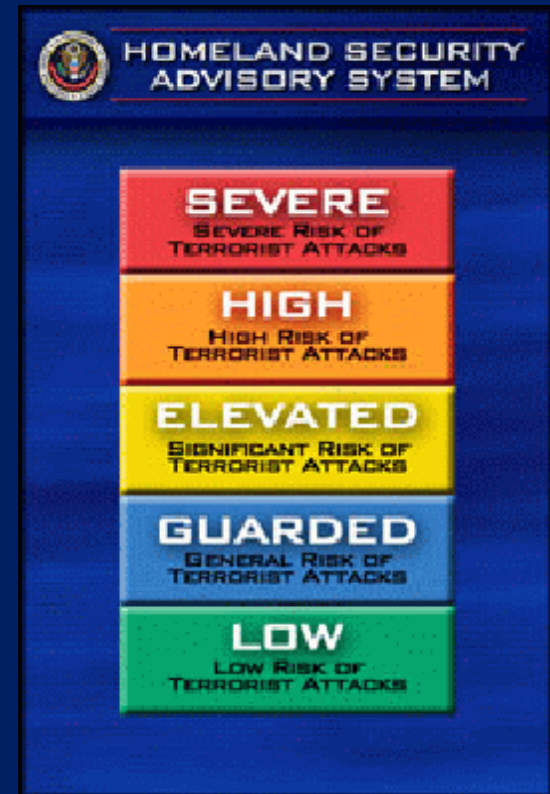 HOMELAND SECURITY
ADVISORY SYSTEM
SEVERE
SEVERE RISK OF
TERRORIST ATTACKS
HIGH
HIGH RISK OF
TERRORIST ATTACKS
ELEVATED
SIGNIFICANT RISK OF
TERRORIST ATTACKS
GUARDED
GENERAL RISK OF
TERRORIST ATTACKS
LOW
LOW RISK OF
TERRORIST ATTACKS